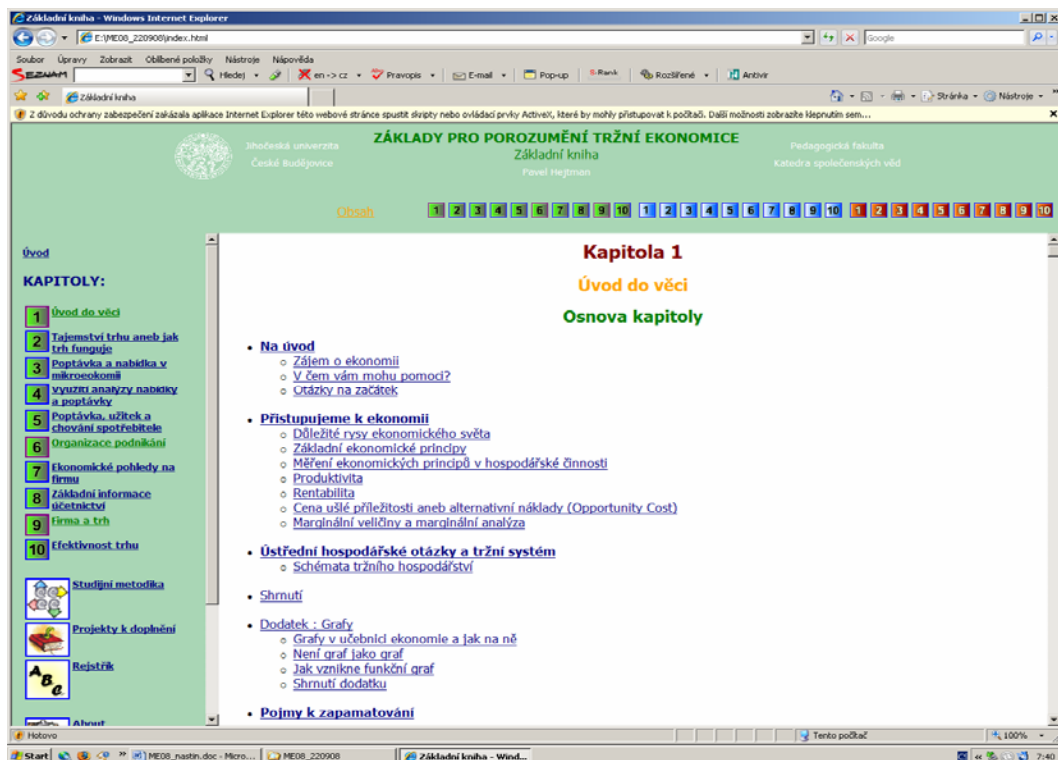 Základní kniha - Windows Internet Explorer
E:\ME08_220908\index.html
Google
Soubor Úpravy Zobrazit Oblíbené položky Nástroje Nápověda
SEZNAM Hledej en -> cz Pravopis E-mail Pop-up S-Rank Rozšířené Antivir
Základní kniha
Stránka Nástroje
Z důvodu ochrany zabezpečení zakázala aplikace Internet Explorer této webové stránce spustit skripty nebo ovládací prvky ActiveX, které by mohly přistupovat k počítači. Další možnosti zobrazíte klepnutím sem...
Jihočeská univerzita
České Budějovice
ZÁKLADY PRO POROZUMĚNÍ TRŽNÍ EKONOMICE
Základní kniha
Pavel Hejtman
Pedagogická fakulta
Katedra společenských věd
Obsah 1 2 3 4 5 6 7 8 9 10 1 2 3 4 5 6 7 8 9 10 1 2 3 4 5 6 7 8 9 10
Úvod
KAPITOLY:
1 Úvod do věci
2 Tajemství trhu aneb jak
trh funguje
3 Poptávka a nabídka v
mikroeokomii
4 Využití analýzy nabídky
a poptávky
5 Poptávka, užitek a
chování spotřebitele
6 Organizace podnikání
7 Ekonomické pohledy na
firmu
8 Základní informace
účetnictví
9 Firma a trh
10 Efektivnost trhu
Studijní metodika
Projekty k doplnění
ABC
Rejstřík
About
Kapitola 1
Úvod do věci
Osnova kapitoly
• Na úvod
○ Zájem o ekonomii
○ V čem vám mohu pomoci?
○ Otázky na začátek
• Přistupujeme k ekonomii
○ Důležité rysy ekonomického světa
○ Základní ekonomické principy
○ Měření ekonomických principů v hospodářské činnosti
○ Produktivita
○ Rentabilita
○ Cena ušlé příležitosti aneb alternativní náklady (Opportunity Cost)
○ Marginální veličiny a marginální analýza
• Ústřední hospodářské otázky a tržní systém
○ Schémata tržního hospodářství
• Shrnutí
• Dodatek : Grafy
○ Grafy v učebnici ekonomie a jak na ně
○ Není graf jako graf
○ Jak vznikne funkční graf
○ Shrnutí dodatku
• Pojmy k zapamatování
Hotovo
Tento počítač
100%
Start ME08_nastin.doc - Micro... ME08_220908 Základní kniha - Wind... 7:40